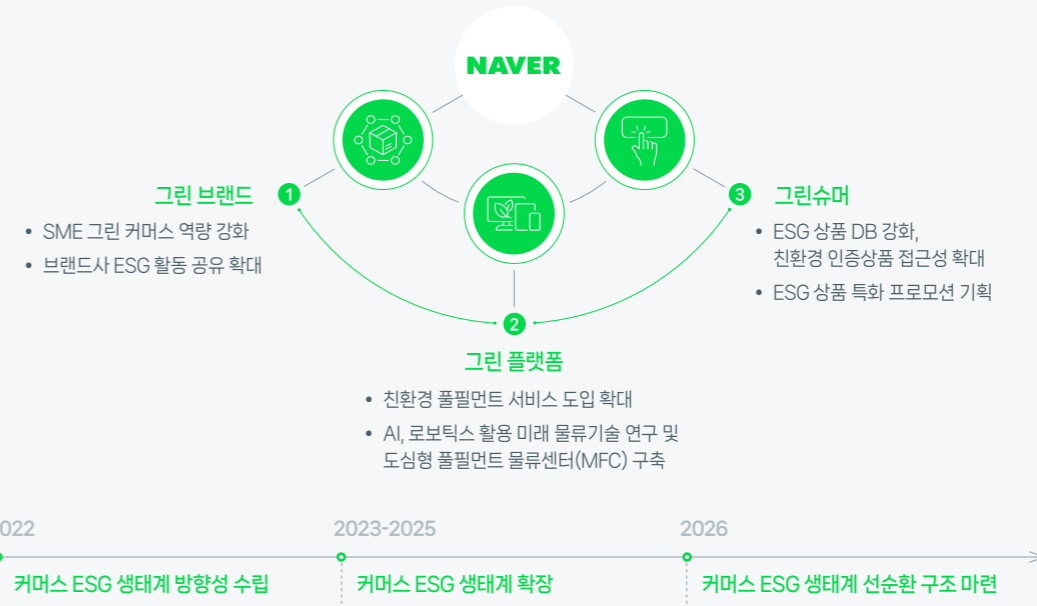 NAVER
1
그린 브랜드
• SME 그린 커머스 역량 강화
• 브랜드사 ESG 활동 공유 확대
2
그린 플랫폼
• 친환경 풀필먼트 서비스 도입 확대
• AI, 로보틱스 활용 미래 물류기술 연구 및
도심형 풀필먼트 물류센터(MFC) 구축
3
그린슈머
• ESG 상품 DB 강화,
친환경 인증상품 접근성 확대
• ESG 상품 특화 프로모션 기획
022
커머스 ESG 생태계 방향성 수립
2023-2025
커머스 ESG 생태계 확장
2026
커머스 ESG 생태계 선순환 구조 마련